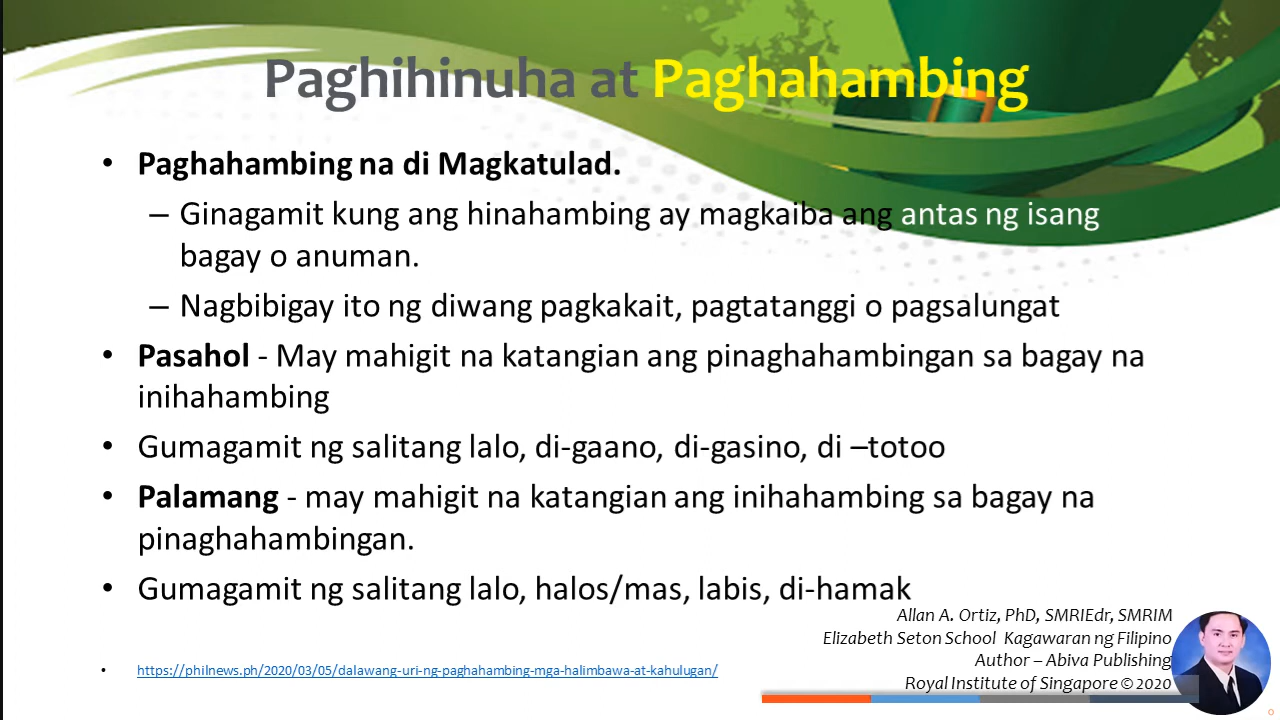 Paghihinuha at Paghahambing
• Paghahambing na di Magkatulad.
– Ginagamit kung ang hinahambing ay magkaiba ang antas ng isang
bagay o anuman.
– Nagbibigay ito ng diwang pagkakait, pagtatanggi o pagsalungat
• Pasahol - May mahigit na katangian ang pinaghahambingan sa bagay na
inihahambing
• Gumagamit ng salitang lalo, di-gaano, di-gasino, di –totoo
• Palamang - may mahigit na katangian ang inihahambing sa bagay na
pinaghahambingan.
• Gumagamit ng salitang lalo, halos/mas, labis, di-hamak
Allan A. Ortiz, PhD, SMRIEdr, SMRIM
Elizabeth Seton School Kagawaran ng Filipino
Author – Abiva Publishing
Royal Institute of Singapore © 2020
• https://philnews.ph/2020/03/05/dalawang-uri-ng-paghahambing-mga-halimbawa-at-kahulugan/